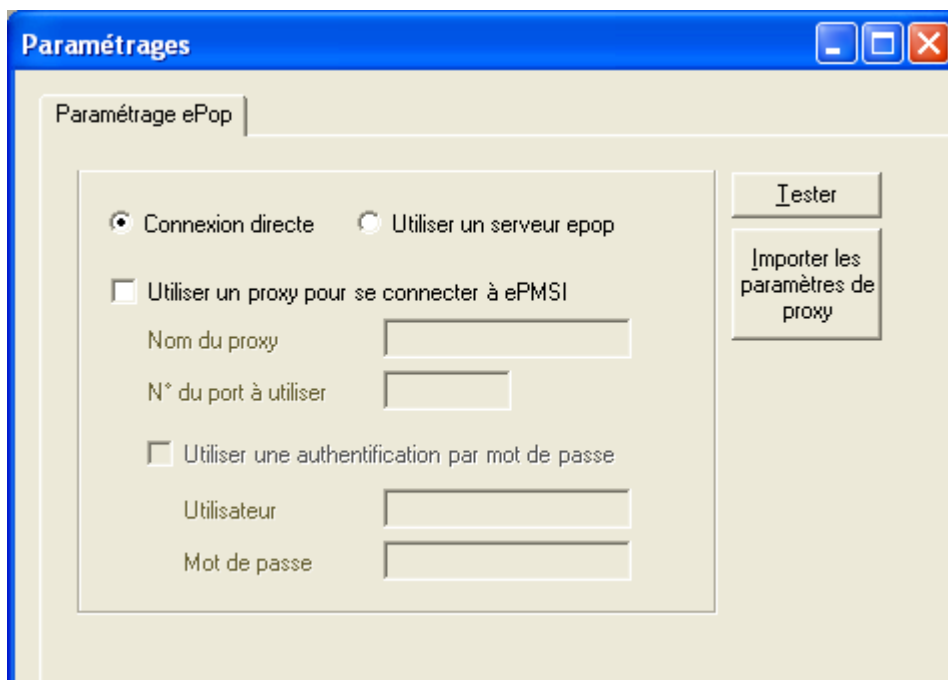 Paramétrages
Paramétrage ePop
Connexion directe
Utiliser un serveur epop
Tester
Importer les
paramètres de
proxy
Utiliser un proxy pour se connecter à ePMSI
Nom du proxy
N° du port à utiliser
Utiliser une authentification par mot de passe
Utilisateur
Mot de passe